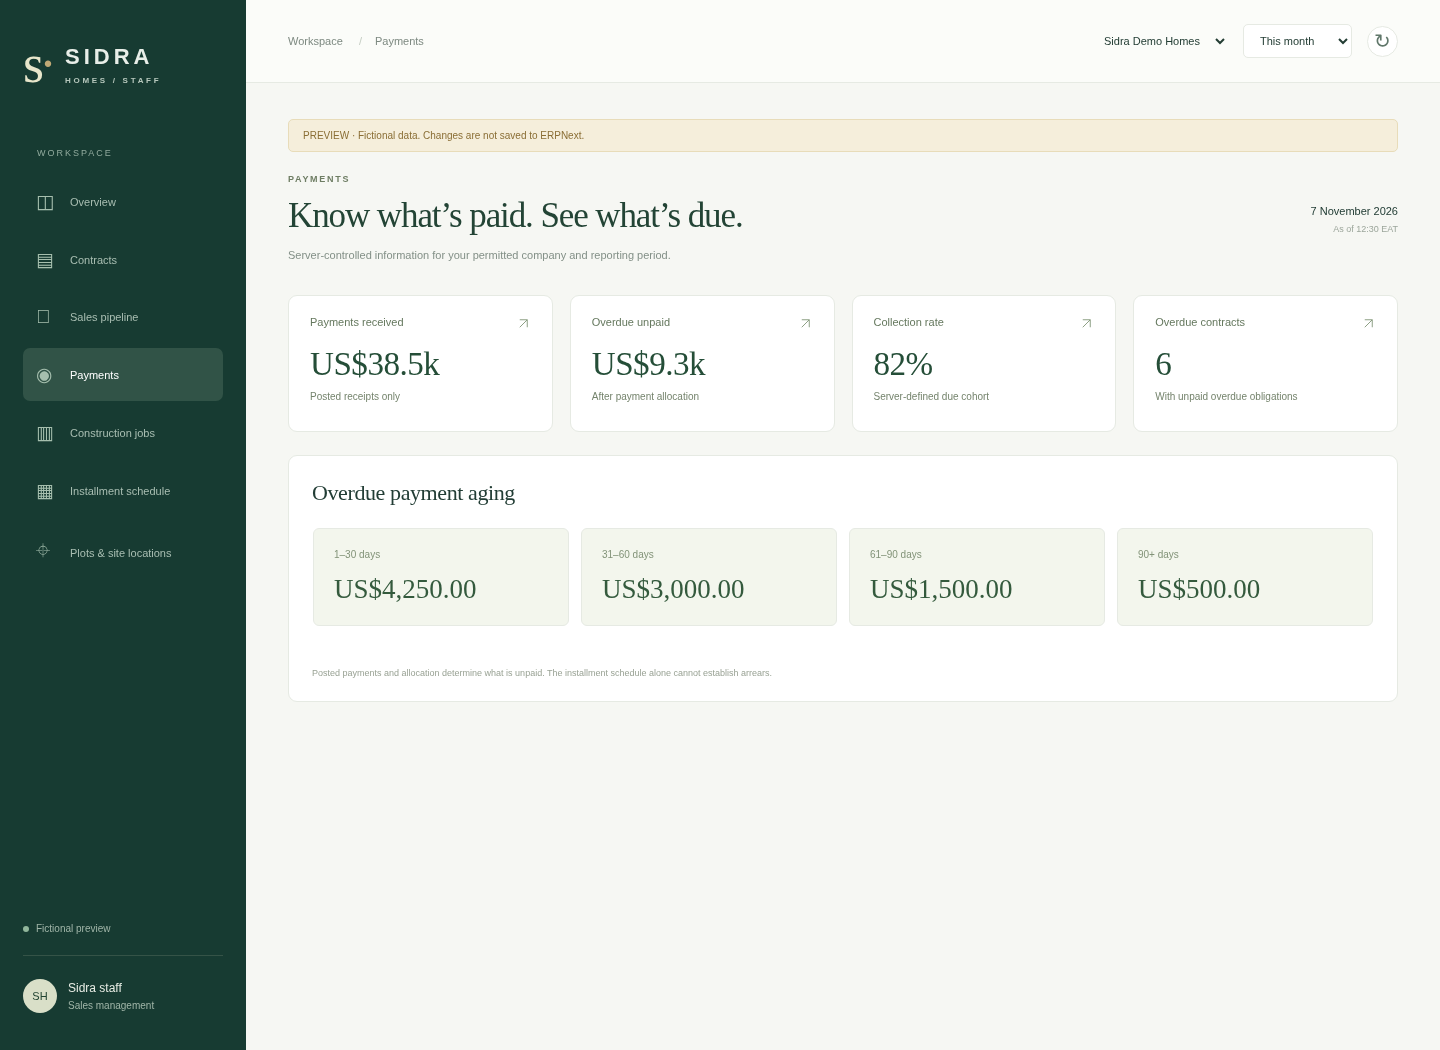 S
SIDRA
HOMES / STAFF
WORKSPACE
Overview
Contracts
Sales pipeline
Payments
Construction jobs
Installment schedule
Plots & site locations
Fictional preview
SH
Sidra staff
Sales management
Workspace / Payments
Sidra Demo Homes
This month
PREVIEW · Fictional data. Changes are not saved to ERPNext.
PAYMENTS
Know what’s paid. See what’s due.
Server-controlled information for your permitted company and reporting period.
7 November 2026
As of 12:30 EAT
Payments received
US$38.5k
Posted receipts only
Overdue unpaid
US$9.3k
After payment allocation
Collection rate
82%
Server-defined due cohort
Overdue contracts
6
With unpaid overdue obligations
Overdue payment aging
1–30 days
US$4,250.00
31–60 days
US$3,000.00
61–90 days
US$1,500.00
90+ days
US$500.00
Posted payments and allocation determine what is unpaid. The installment schedule alone cannot establish arrears.